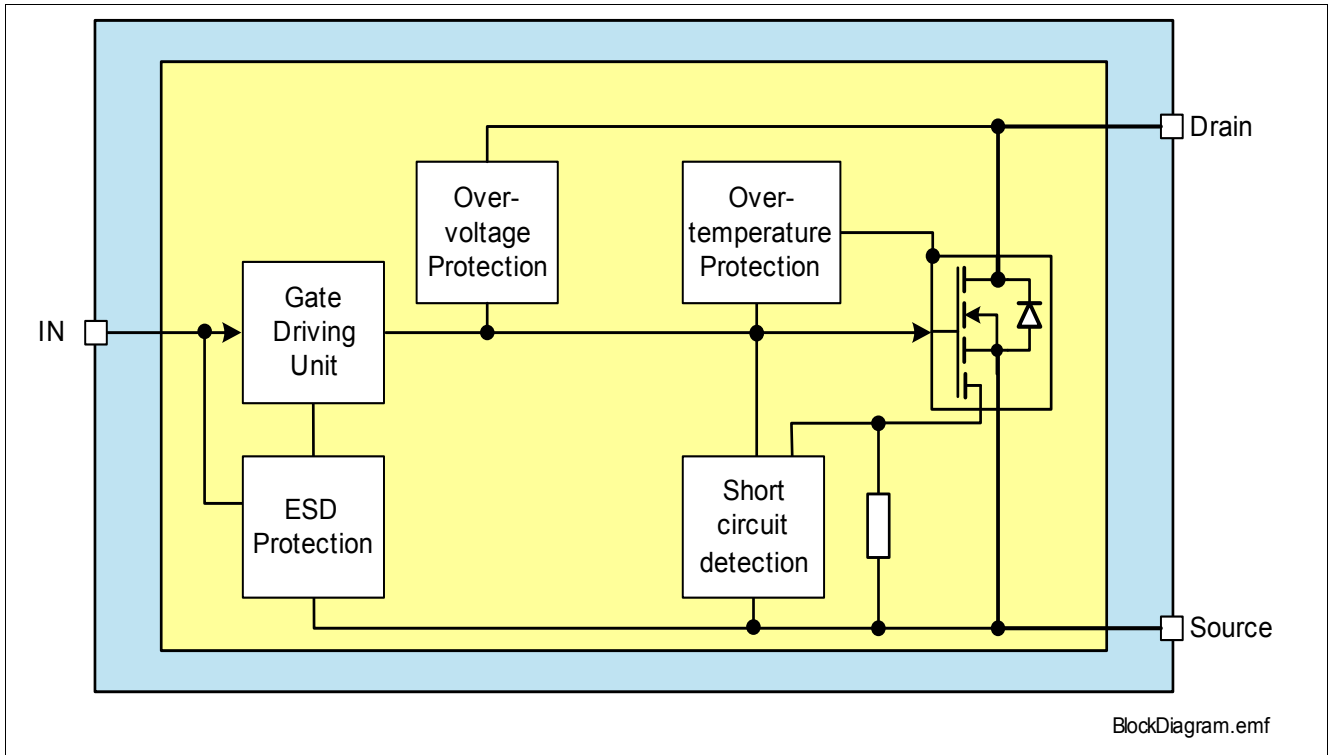 Drain
Over-
voltage
Protection
Over-
temperature
Protection
Gate
Driving
Unit
IN
ESD
Protection
Short
circuit
detection
Source
BlockDiagram.emf